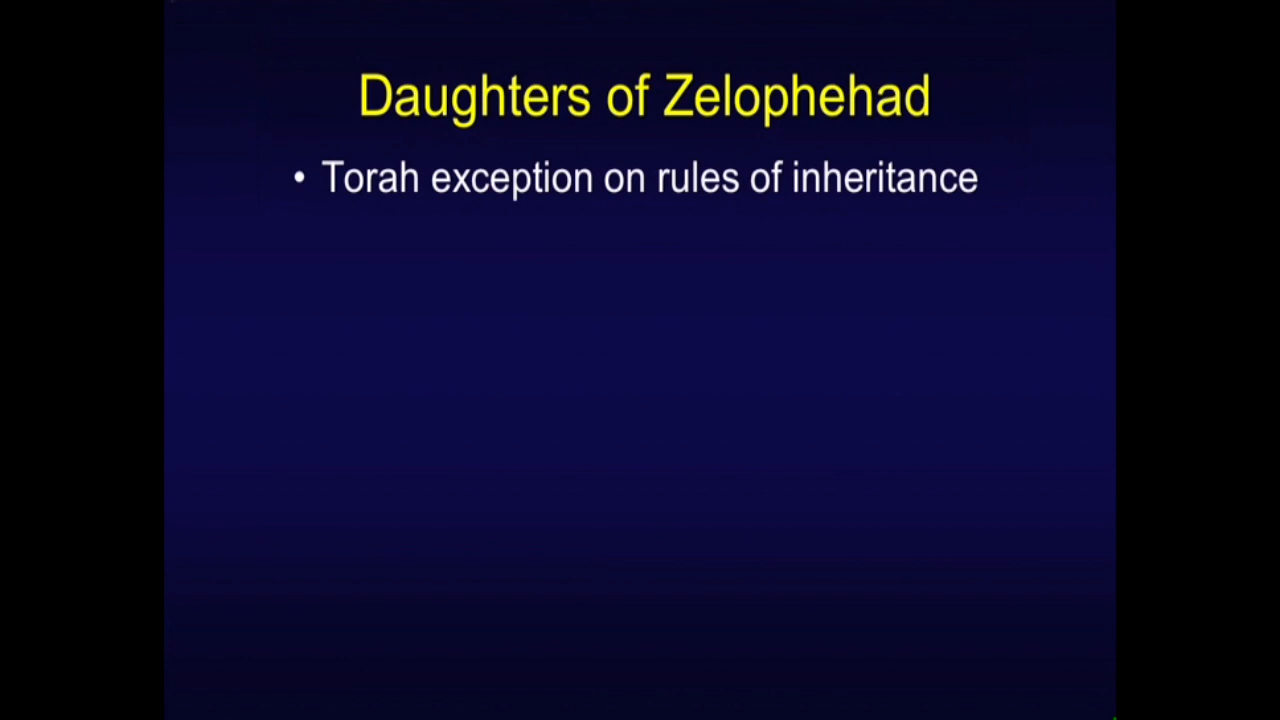 Daughters of Zelophehad
• Torah exception on rules of inheritance